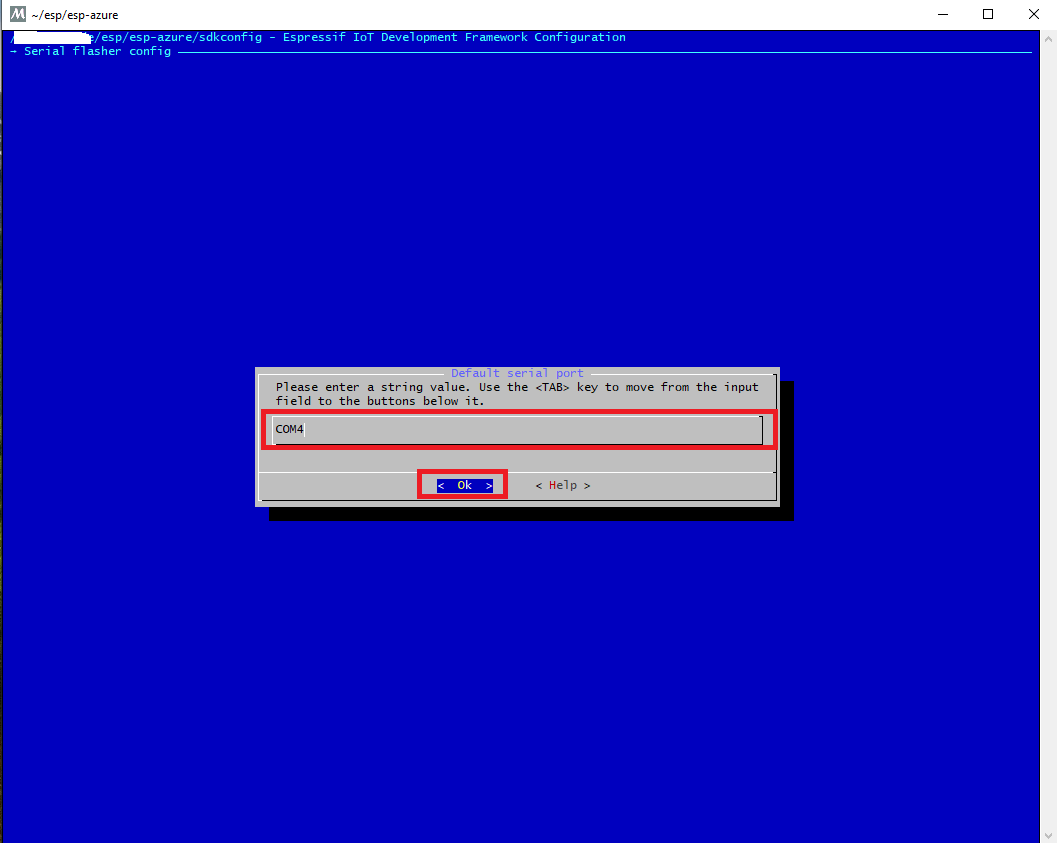 ~/esp/esp-azure
/esp/esp-azure/sdkconfig - Espressif IoT Development Framework Configuration
→ Serial flasher config
Default serial port
Please enter a string value. Use the <TAB> key to move from the input
field to the buttons below it.
COM4
< Ok > < Help >